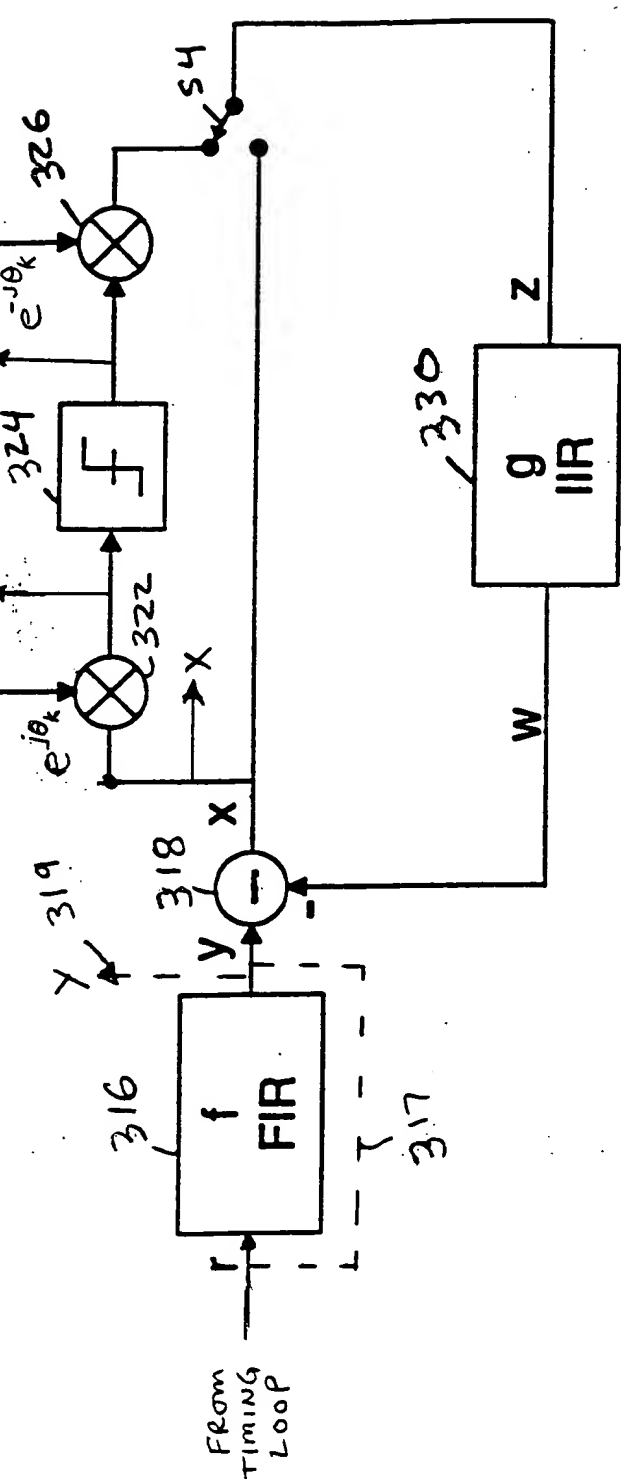 S4
326
e^{-jθ_k}
324
322
e^{jθ_k}
X
X
318
319
Y
y
-
316
f
FIR
317
r
FROM
TIMING
LOOP
Z
330
g
IIR
W